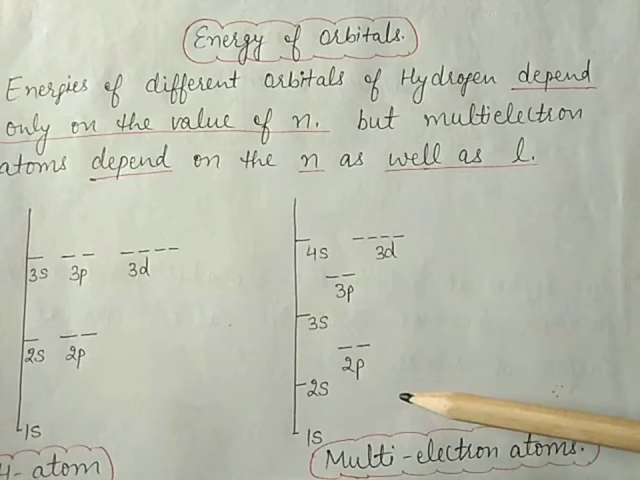 Energy of orbitals.
Energies of different orbitals of Hydrogen depend
only on the value of n. but multielectron
atoms depend on the n as well as l.
3s 3p 3d
2s 2p
1s
H-atom
4s 3d
3p
3s
2p
2s
1s
Multi-electron atoms.